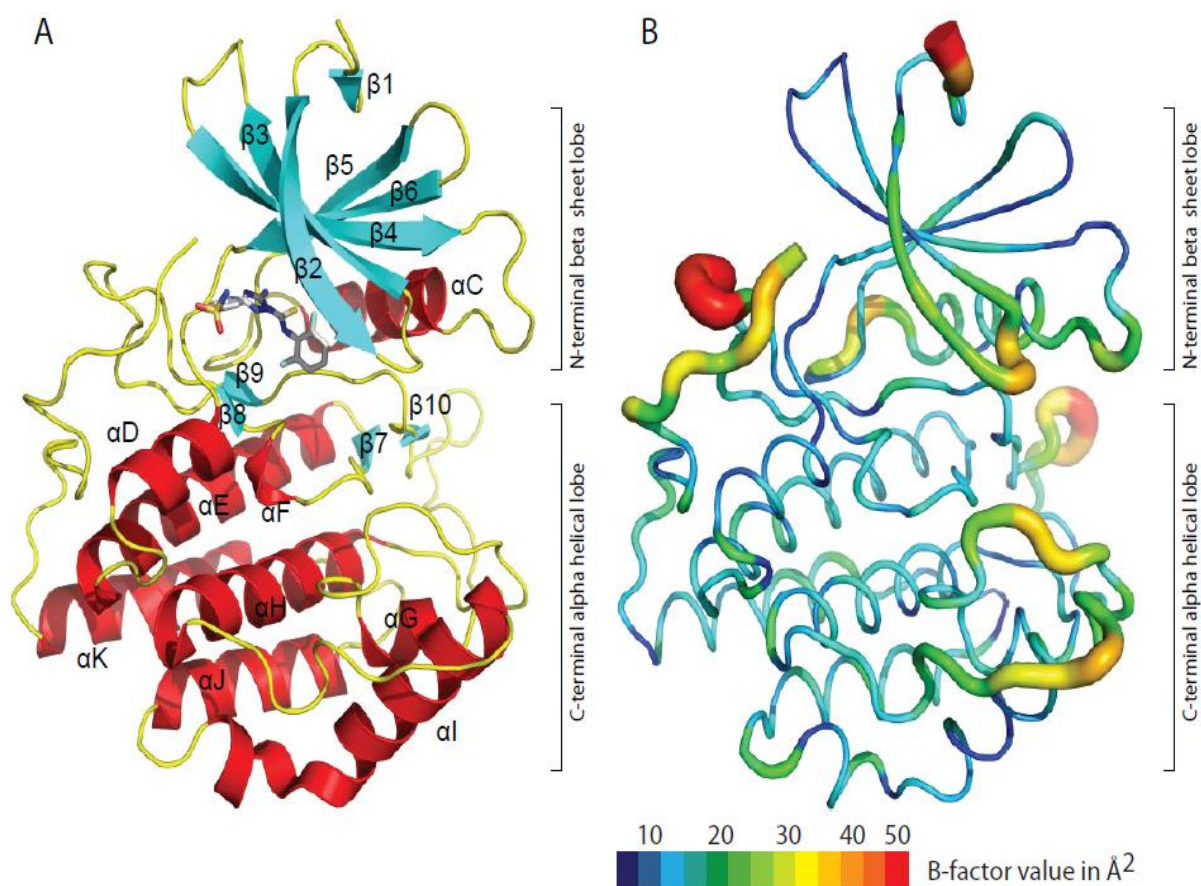 A
B
β1
β3
β5
β6
β4
β2
αC
β9
β8
β10
αD
β7
αE
αF
αH
αG
αK
αJ
αI
N-terminal beta sheet lobe
C-terminal alpha helical lobe
N-terminal beta sheet lobe
C-terminal alpha helical lobe
10 20 30 40 50
B-factor value in Å²